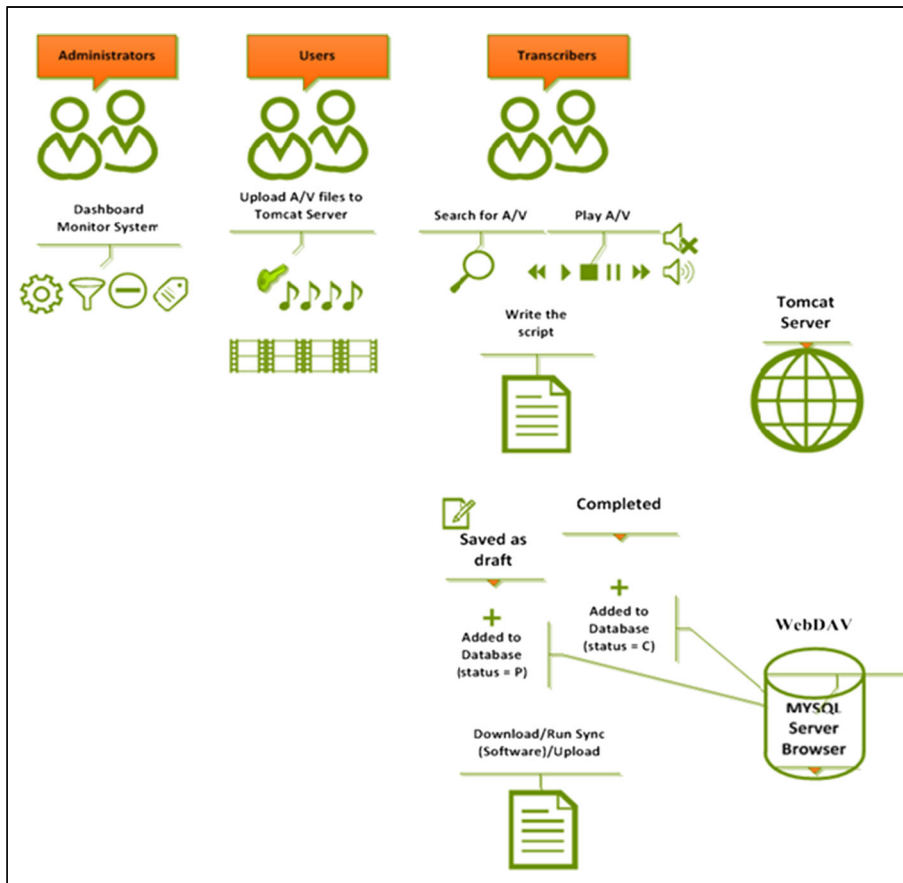 Administrators
Users
Transcribers
Dashboard
Monitor System
Upload A/V files to
Tomcat Server
Search for A/V
Play A/V
Write the
script
Tomcat
Server
Completed
Saved as
draft
Added to
Database
(status = C)
Added to
Database
(status = P)
WebDAV
MYSQL
Server
Browser
Download/Run Sync
(Software)/Upload